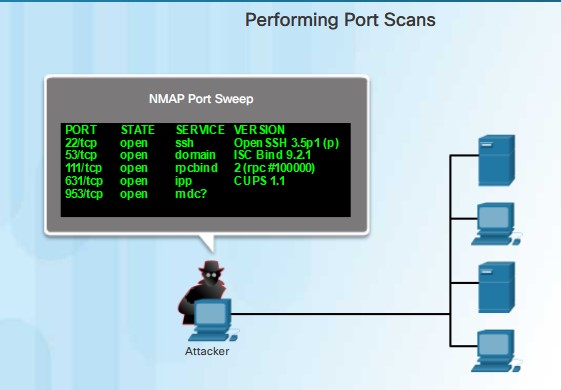 Performing Port Scans
NMAP Port Sweep
PORT STATE SERVICE VERSION
22/tcp open ssh Open SSH 3.5p1 (p)
53/tcp open domain ISC Bind 9.2.1
111/tcp open rpcbind 2 (rpc #100000)
631/tcp open ipp CUPS 1.1
953/tcp open rndc?
Attacker